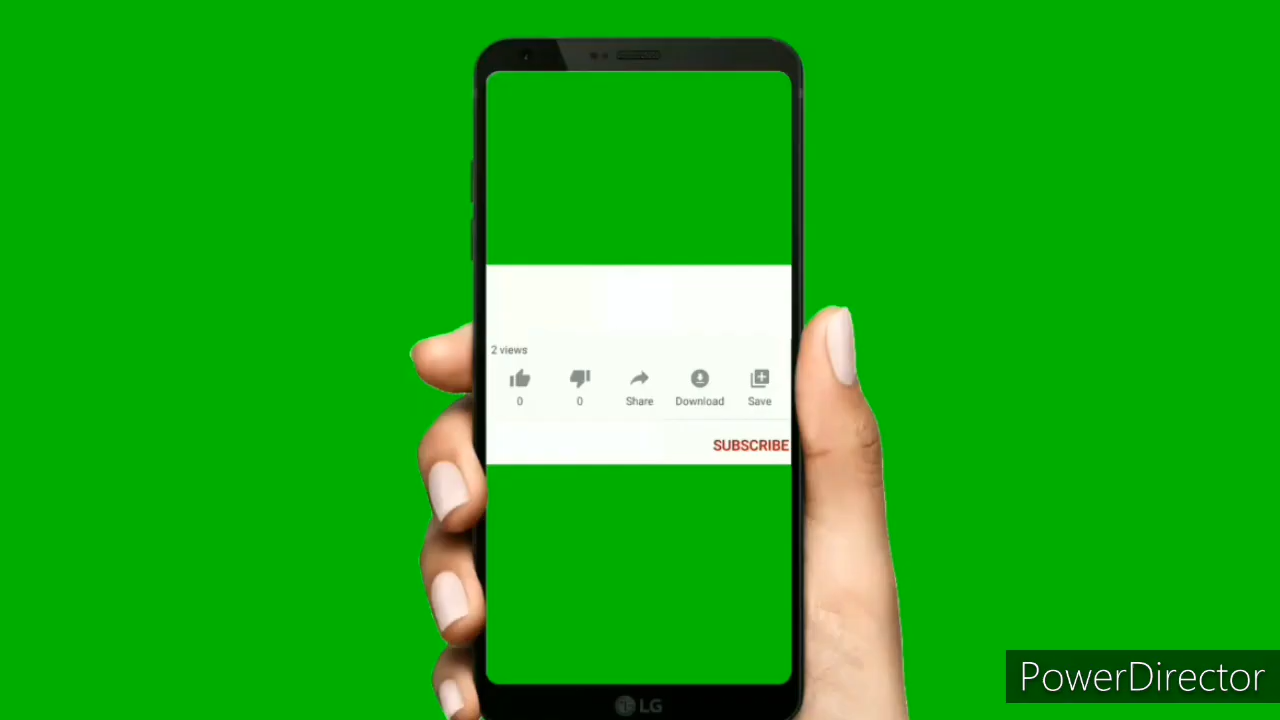 2 views
0
0
Share
Download
Save
SUBSCRIBE
PowerDirector
LG